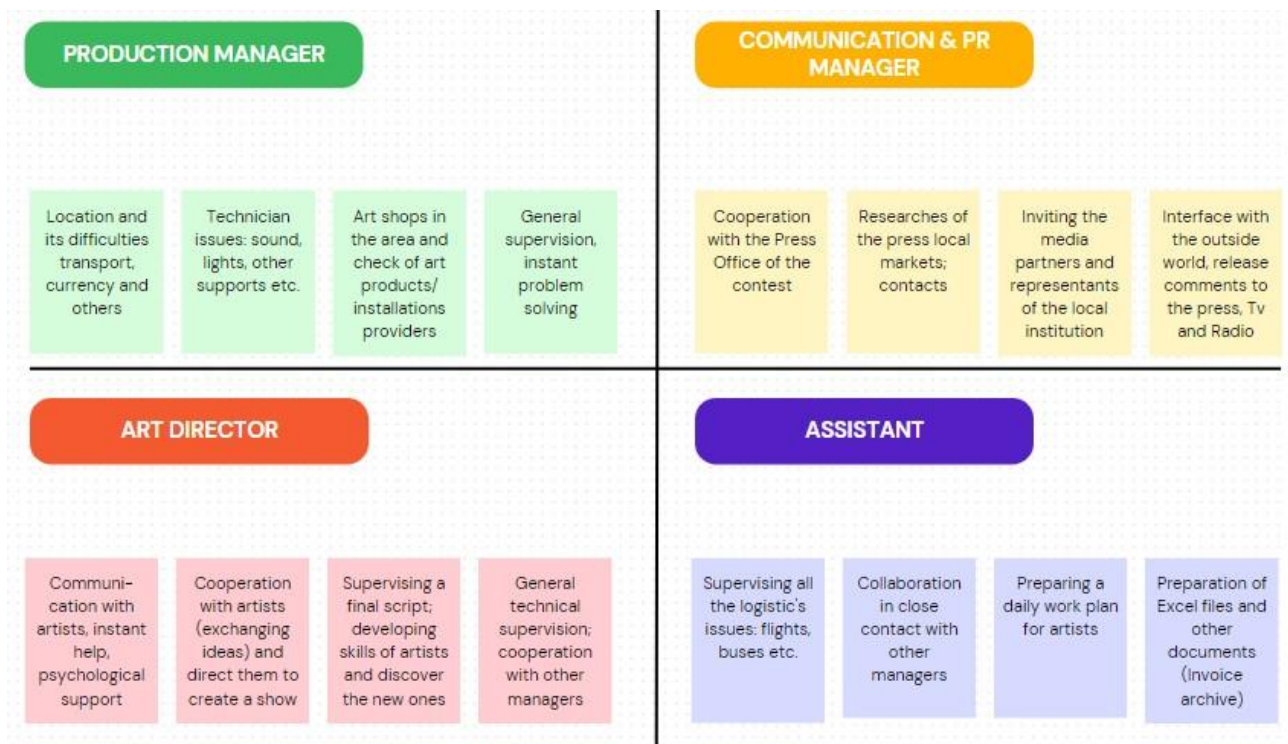 PRODUCTION MANAGER
Location and
its difficulties
transport,
currency and
others
Technician
issues: sound,
lights, other
supports etc.
Art shops in
the area and
check of art
products/
installations
providers
General
supervision,
instant
problem
solving
COMMUNICATION & PR
MANAGER
Cooperation
with the Press
Office of the
contest
Researches of
the press local
markets;
contacts
Inviting the
media
partners and
representants
of the local
institution
Interface with
the outside
world, release
comments to
the press, Tv
and Radio
ART DIRECTOR
Communi-
cation with
artists, instant
help,
psychological
support
Cooperation
with artists
(exchanging
ideas) and
direct them to
create a show
Supervising a
final script;
developing
skills of artists
and discover
the new ones
General
technical
supervision;
cooperation
with other
managers
ASSISTANT
Supervising all
the logistic's
issues: flights,
buses etc.
Collaboration
in close
contact with
other
managers
Preparing a
daily work plan
for artists
Preparation of
Excel files and
other
documents
(Invoice
archive)